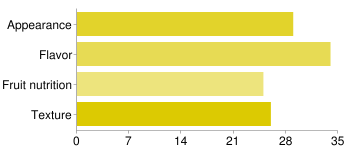 Appearance
Flavor
Fruit nutrition
Texture
0 7 14 21 28 35